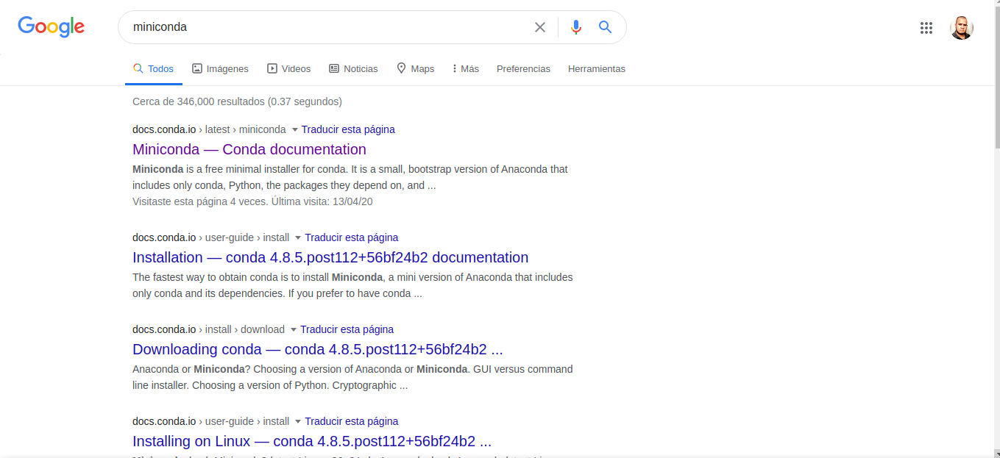 Google
miniconda
Todos Imágenes Videos Noticias Maps Más Preferencias Herramientas
Cerca de 346,000 resultados (0.37 segundos)
docs.conda.io › latest › miniconda Traducir esta página
Miniconda — Conda documentation
Miniconda is a free minimal installer for conda. It is a small, bootstrap version of Anaconda that
includes only conda, Python, the packages they depend on, and ...
Visitaste esta página 4 veces. Última visita: 13/04/20
docs.conda.io › user-guide › install Traducir esta página
Installation — conda 4.8.5.post112+56bf24b2 documentation
The fastest way to obtain conda is to install Miniconda, a mini version of Anaconda that includes
only conda and its dependencies. If you prefer to have conda ...
docs.conda.io › install › download Traducir esta página
Downloading conda — conda 4.8.5.post112+56bf24b2 ...
Anaconda or Miniconda? Choosing a version of Anaconda or Miniconda. GUI versus command
line installer. Choosing a version of Python. Cryptographic ...
docs.conda.io › user-guide › install Traducir esta página
Installing on Linux — conda 4.8.5.post112+56bf24b2 ...